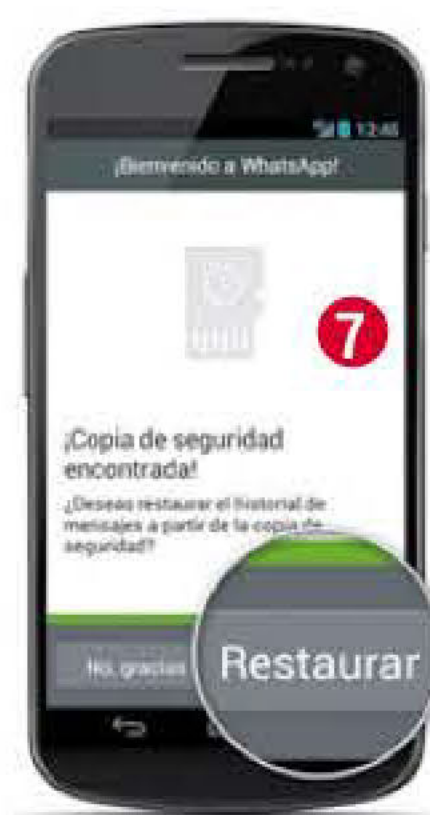 12:46
¡Bienvenido a WhatsApp!
7
¡Copia de seguridad
encontrada!
¿Deseas restaurar el historial de
mensajes a partir de la copia de
seguridad?
No, gracias
Restaurar